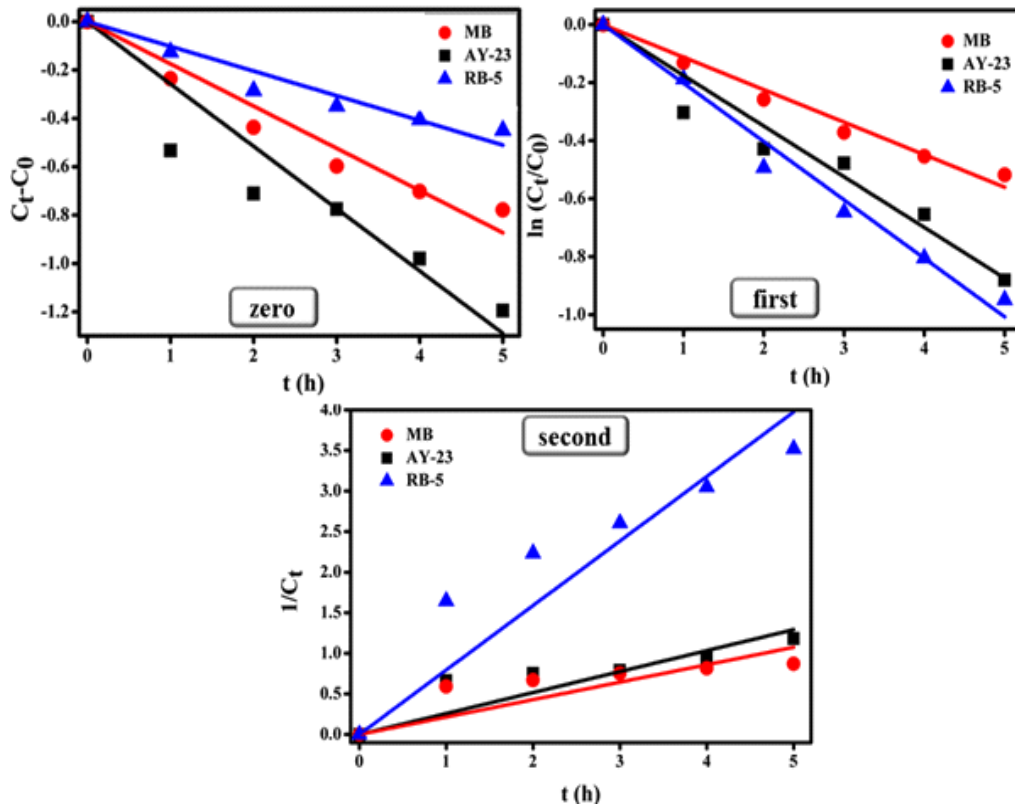 0.0
-0.2
-0.4
-0.6
-0.8
-1.0
-1.2
Ct-C0
MB
AY-23
RB-5
zero
0 1 2 3 4 5
t (h)
0.0
-0.2
-0.4
-0.6
-0.8
-1.0
ln (Ct/C0)
MB
AY-23
RB-5
first
0 1 2 3 4 5
t (h)
4.0
3.5
3.0
2.5
2.0
1.5
1.0
0.5
0.0
1/Ct
MB
AY-23
RB-5
second
0 1 2 3 4 5
t (h)